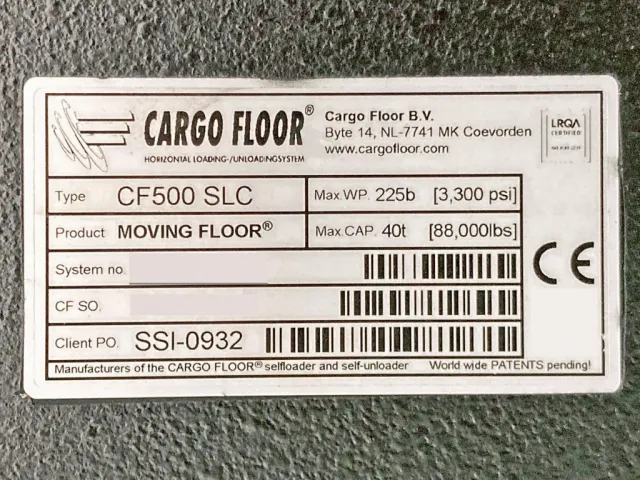 CARGO FLOOR®
HORIZONTAL LOADING-/UNLOADINGSYSTEM
Cargo Floor B.V.
Byte 14, NL-7741 MK Coevorden
www.cargofloor.com
LRQA
CERTIFIED
Type CF500 SLC
Max.WP. 225b [3,300 psi]
Product MOVING FLOOR®
Max.CAP. 40t [88,000lbs]
System no.
CF SO.
Client PO. SSI-0932
CE
Manufacturers of the CARGO FLOOR® selfloader and self-unloader World wide PATENTS pending!